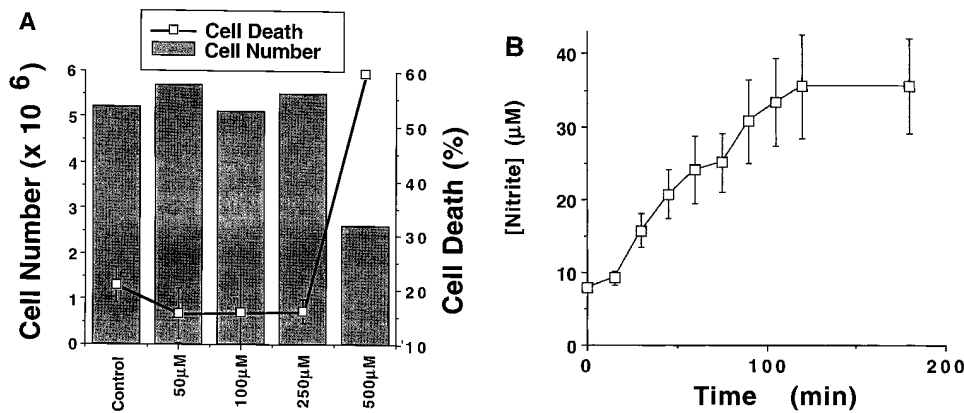 A
Cell Death
Cell Number
Cell Number (x 10 6)
6
5
4
3
2
1
0
Cell Death (%)
60
50
40
30
20
10
Control
50µM
100µM
250µM
500µM
B
[Nitrite] (µM)
40
30
20
10
0
0
100
200
Time (min)